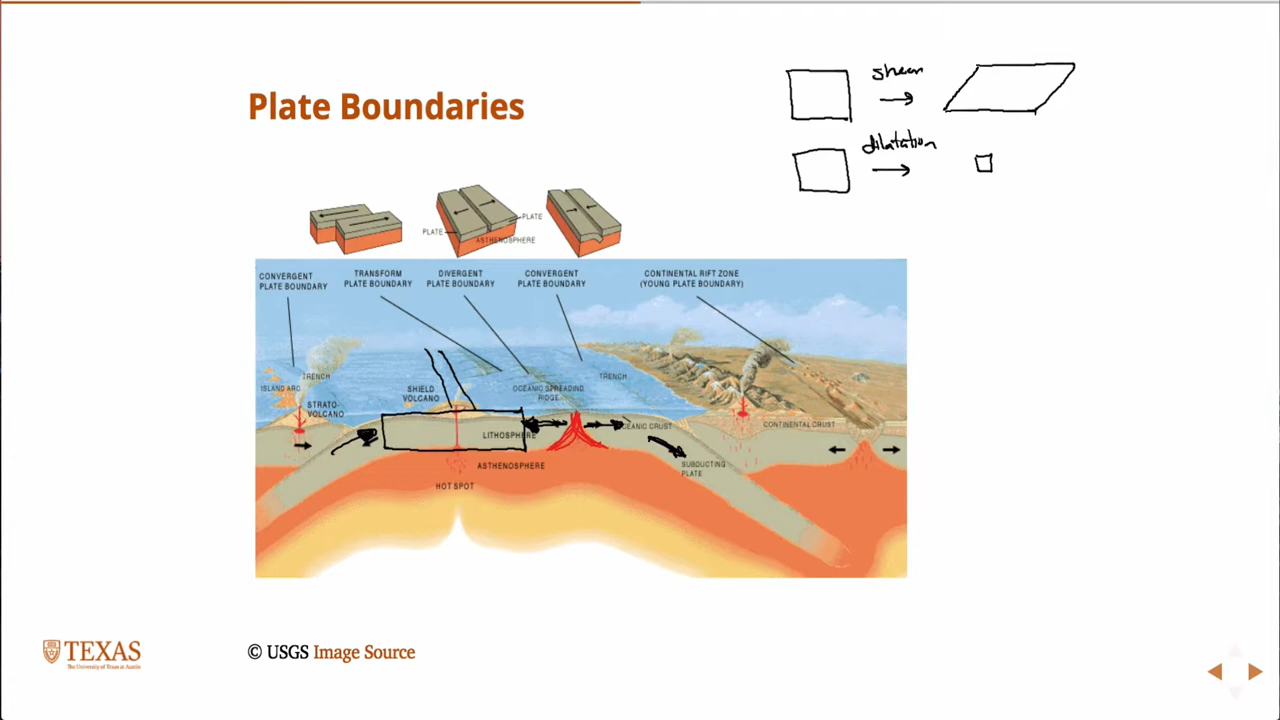 shear
Plate Boundaries
dilatation
PLATE
PLATE
ASTHENOSPHERE
CONVERGENT
PLATE BOUNDARY
TRANSFORM
PLATE BOUNDARY
DIVERGENT
PLATE BOUNDARY
CONVERGENT
PLATE BOUNDARY
CONTINENTAL RIFT ZONE
(YOUNG PLATE BOUNDARY)
TRENCH
ISLAND ARC
STRATO-
VOLCANO
SHIELD
VOLCANO
OCEANIC SPREADING
RIDGE
TRENCH
LITHOSPHERE
OCEANIC CRUST
CONTINENTAL CRUST
ASTHENOSPHERE
SUBDUCTING
PLATE
HOT SPOT
TEXAS
The University of Texas at Austin
© USGS Image Source